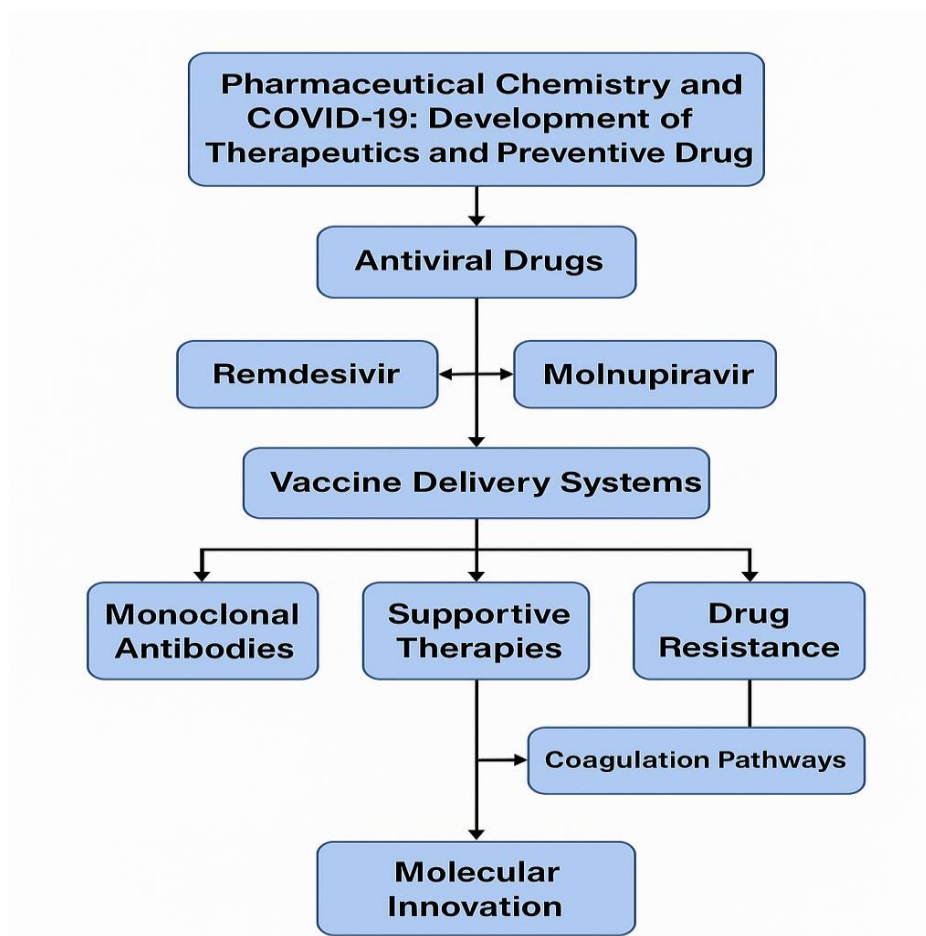 Pharmaceutical Chemistry and
COVID-19: Development of
Therapeutics and Preventive Drug
Antiviral Drugs
Remdesivir
Molnupiravir
Vaccine Delivery Systems
Monoclonal
Antibodies
Supportive
Therapies
Drug
Resistance
Coagulation Pathways
Molecular
Innovation